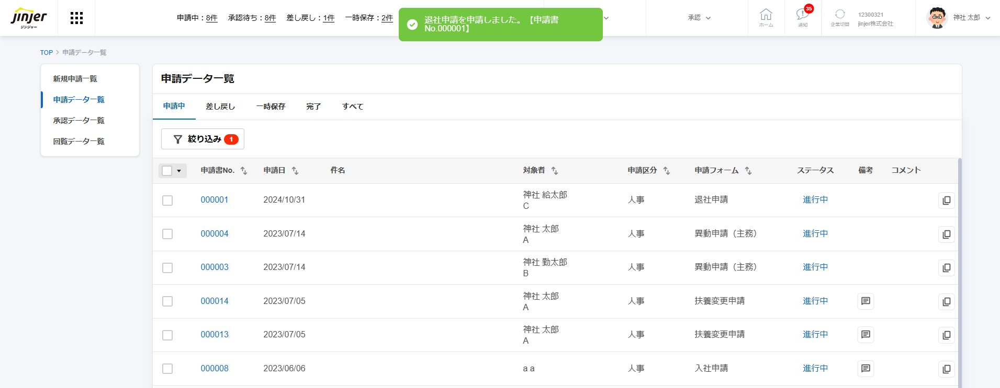 jinjer
ジンジャー
申請中：8件 承認待ち：8件 差し戻し：1件 一時保存：2件
退社申請を申請しました。【申請書
No.000001】
承認
ホーム
35
通知
企業切替
12300321
jinjer株式会社
神社 太郎
TOP > 申請データ一覧
新規申請一覧
申請データ一覧
承認データ一覧
回覧データ一覧
申請データ一覧
申請中 差し戻し 一時保存 完了 すべて
絞り込み 1
申請書No. 申請日 件名 対象者 申請区分 申請フォーム ステータス 備考 コメント
000001 2024/10/31 神社 給太郎 人事 退社申請 進行中
C
000004 2023/07/14 神社 太郎 人事 異動申請（主務） 進行中
A
000003 2023/07/14 神社 勤太郎 人事 異動申請（主務） 進行中
B
000014 2023/07/05 神社 太郎 人事 扶養変更申請 進行中
A
000013 2023/07/05 神社 太郎 人事 扶養変更申請 進行中
A
000008 2023/06/06 a a 人事 入社申請 進行中